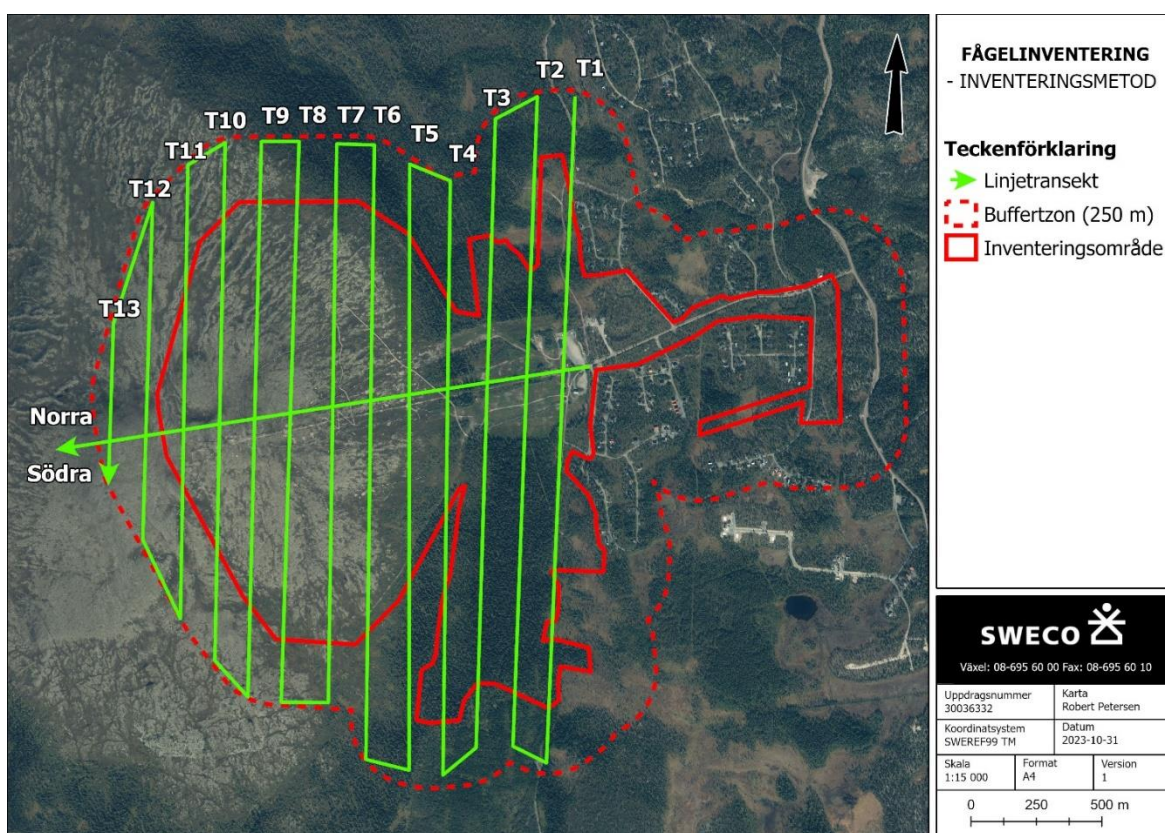 T1
T2
T3
T4
T5
T6
T7
T8
T9
T10
T11
T12
T13
Norra
Södra
FÅGELINVENTERING
- INVENTERINGSMETOD
Teckenförklaring
Linjetransekt
Buffertzon (250 m)
Inventeringsområde
SWECO
Växel: 08-695 60 00 Fax: 08-695 60 10
Uppdragsnummer
30036332
Karta
Robert Petersen
Koordinatsystem
SWEREF99 TM
Datum
2023-10-31
Skala
1:15 000
Format
A4
Version
1
0 250 500 m